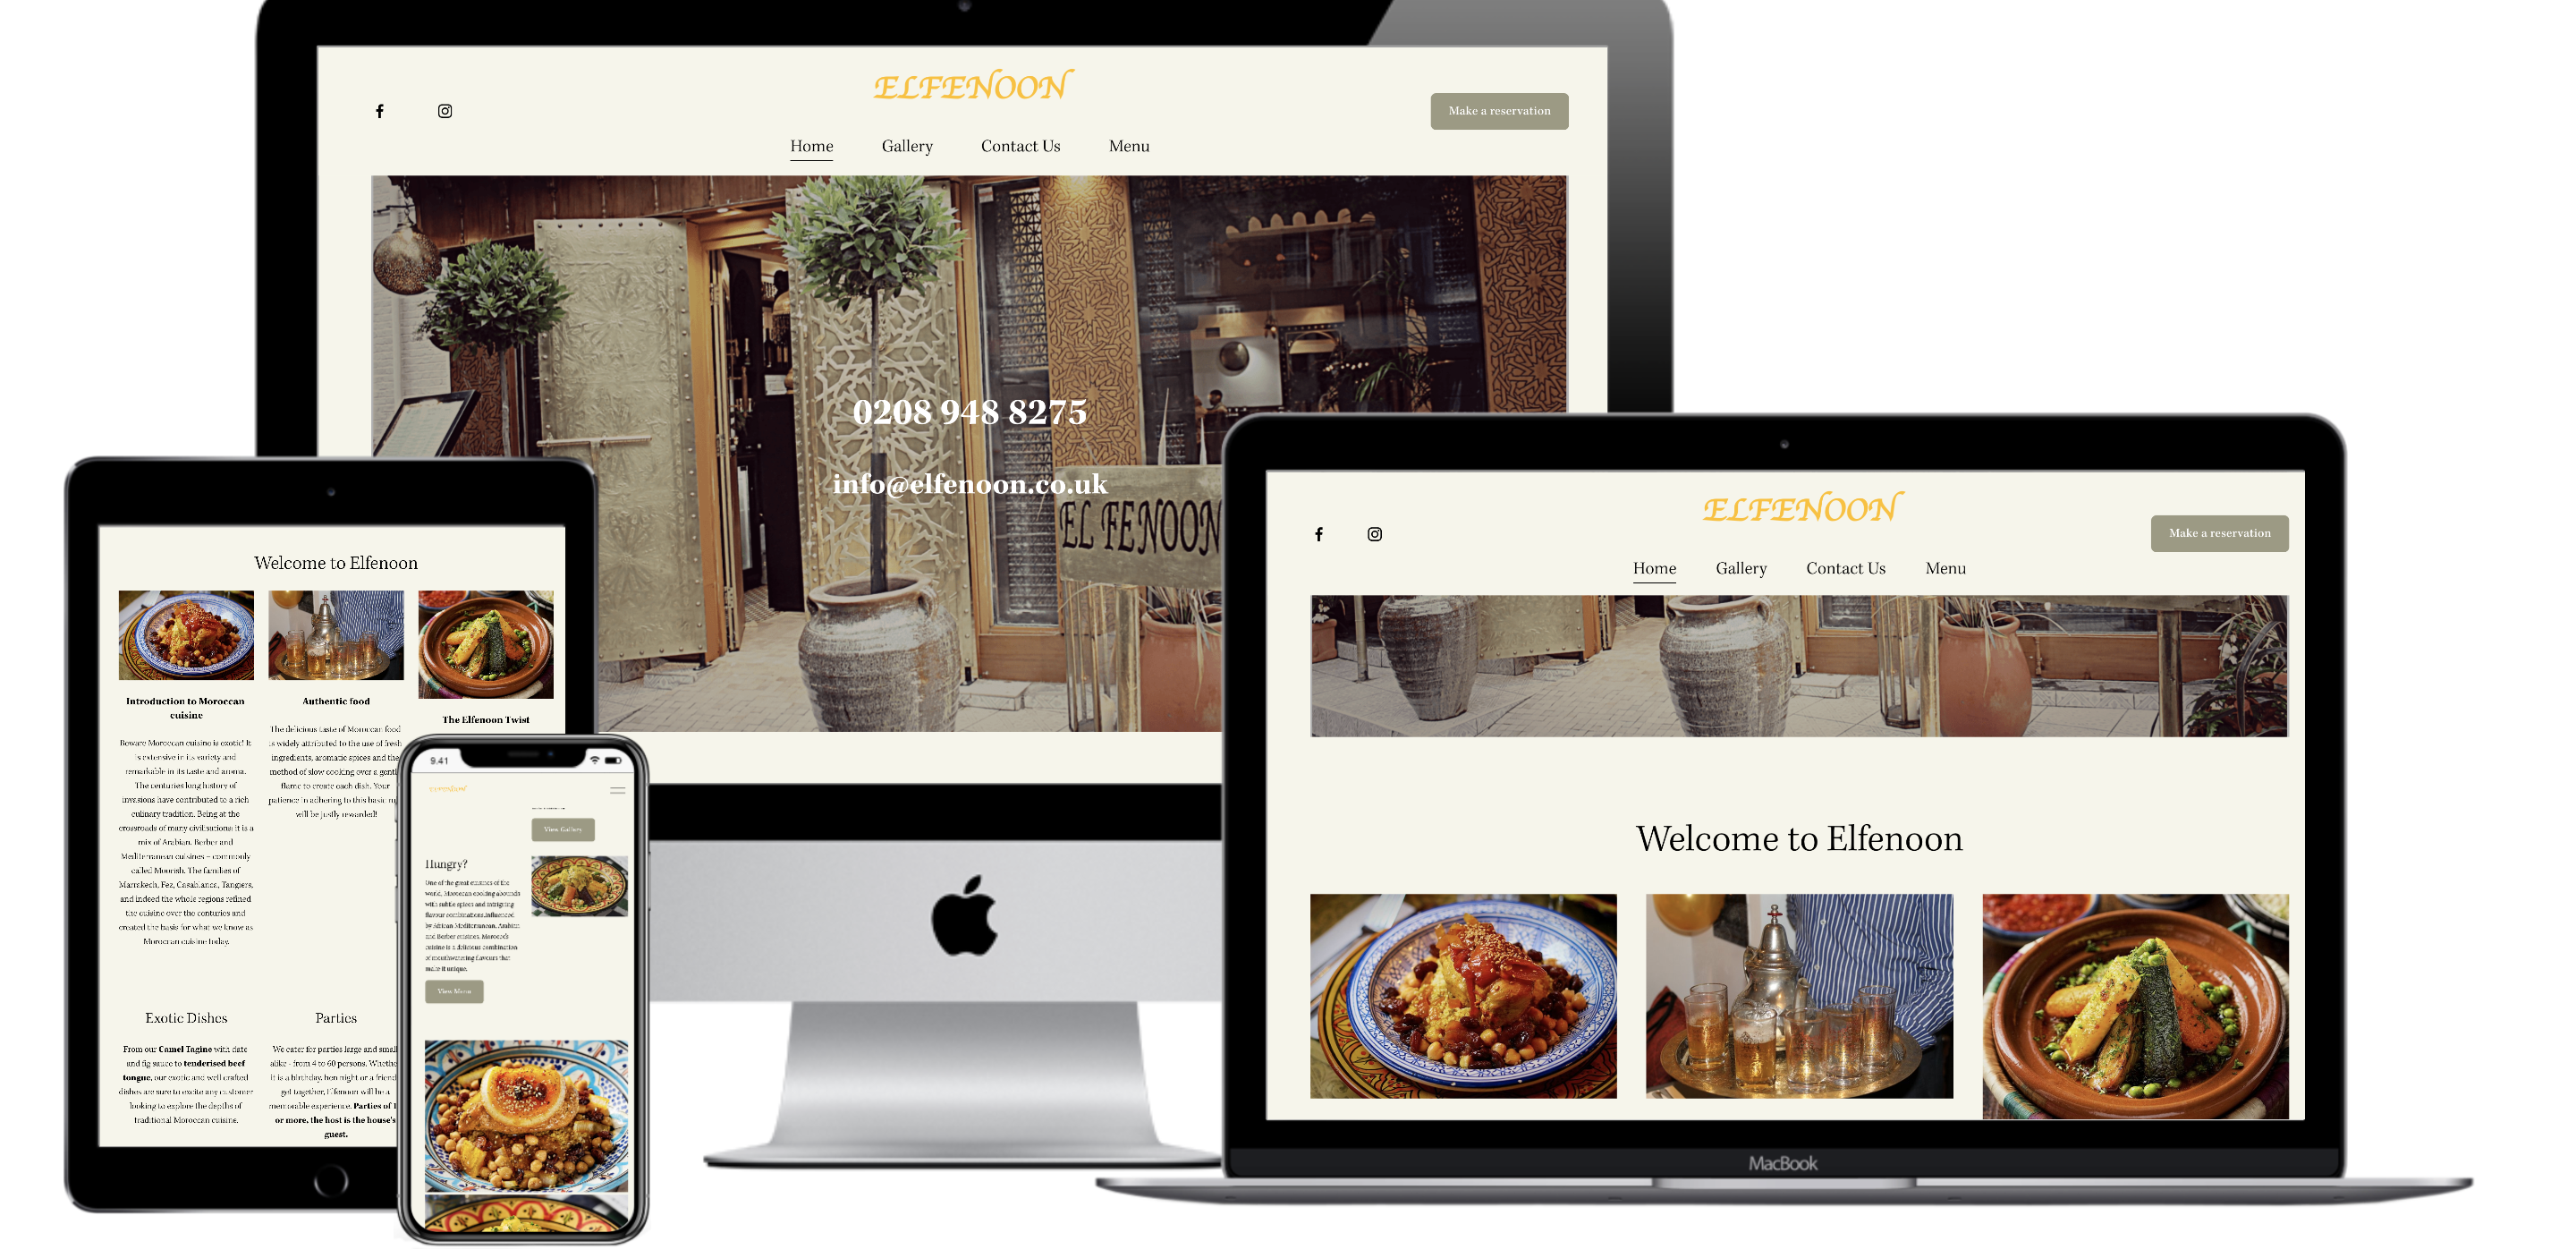 ELFENOON
Make a reservation
Home Gallery Contact Us Menu
0208 948 8275
info@elfenoon.co.uk
EL FENOON
Welcome to Elfenoon
Introduction to Moroccan
cuisine
Beware Moroccan cuisine is exotic! It
is extensive in its variety and
remarkable in its taste and aroma.
The centuries long history of
invasions have contributed to a rich
culinary tradition. Being at the
crossroads of many civilisations it is a
mix of Arabian, Berber and
Mediterranean cuisines – commonly
called Moorish. The families of
Marrakech, Fez, Casablanca, Tangiers,
and indeed the whole regions refined
the cuisine over the centuries and
created the basis for what we know as
Moroccan cuisine today.
Authentic food
The delicious taste of Moroccan food
is widely attributed to the use of fresh
ingredients, aromatic spices and the
method of slow cooking over a gentl
flame to create each dish. Your
patience in adhering to this basic
will be justly rewarded!
The Elfenoon Twist
Exotic Dishes
From our Camel Tagine with date
and fig sauce to tenderised beef
tongue, our exotic and well crafted
dishes are sure to excite any customer
looking to explore the depths of
traditional Moroccan cuisine.
Parties
We cater for parties large and small
alike - from 4 to 60 persons. Whethe
it is a birthday, hen night or a friend
get together, Elfenoon will be a
memorable experience. Parties of 1
or more, the host is the house's
guest.
9.41
ELFENOON
View Gallery
Hungry?
One of the great cuisines of the
world, Moroccan cooking abounds
with subtle spices and intriguing
flavour combinations.Influenced
by African Mediterranean, Arabian
and Berber cuisines, Morocco's
cuisine is a delicious combination
of mouthwatering flavours that
make it unique.
View Menu
ELFENOON
Make a reservation
Home Gallery Contact Us Menu
Welcome to Elfenoon
MacBook